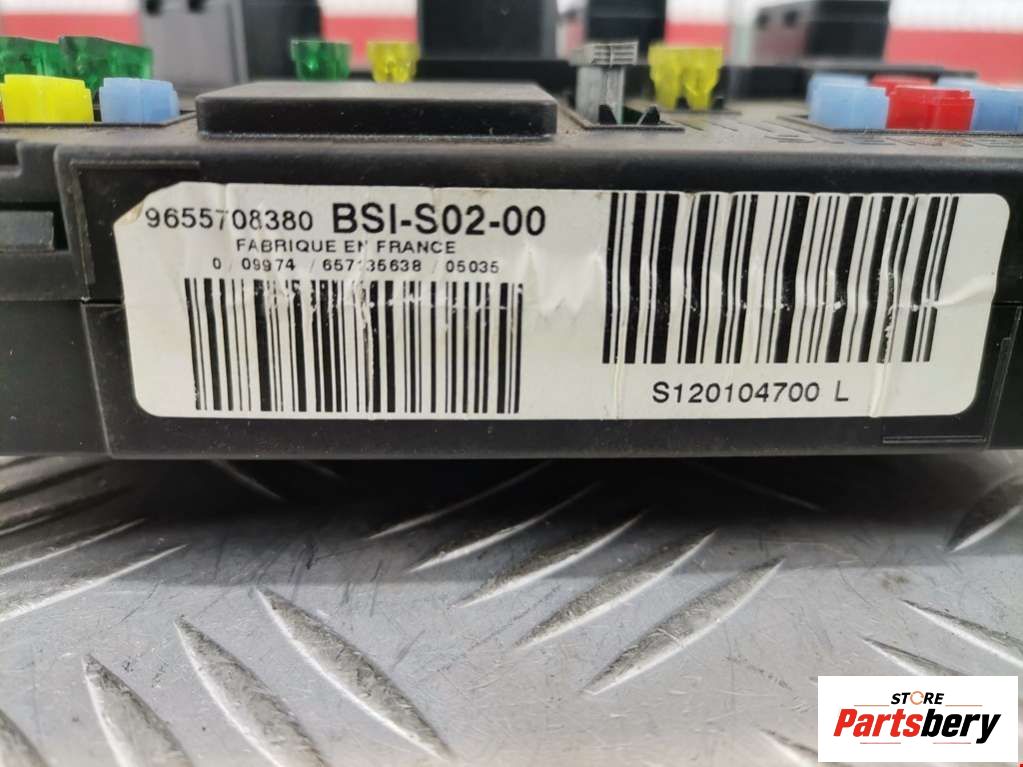 9655708380 BSI-S02-00
FABRIQUE EN FRANCE
0 / 09974 / 657135638 / 05035
S120104700 L
STORE
Partsbery